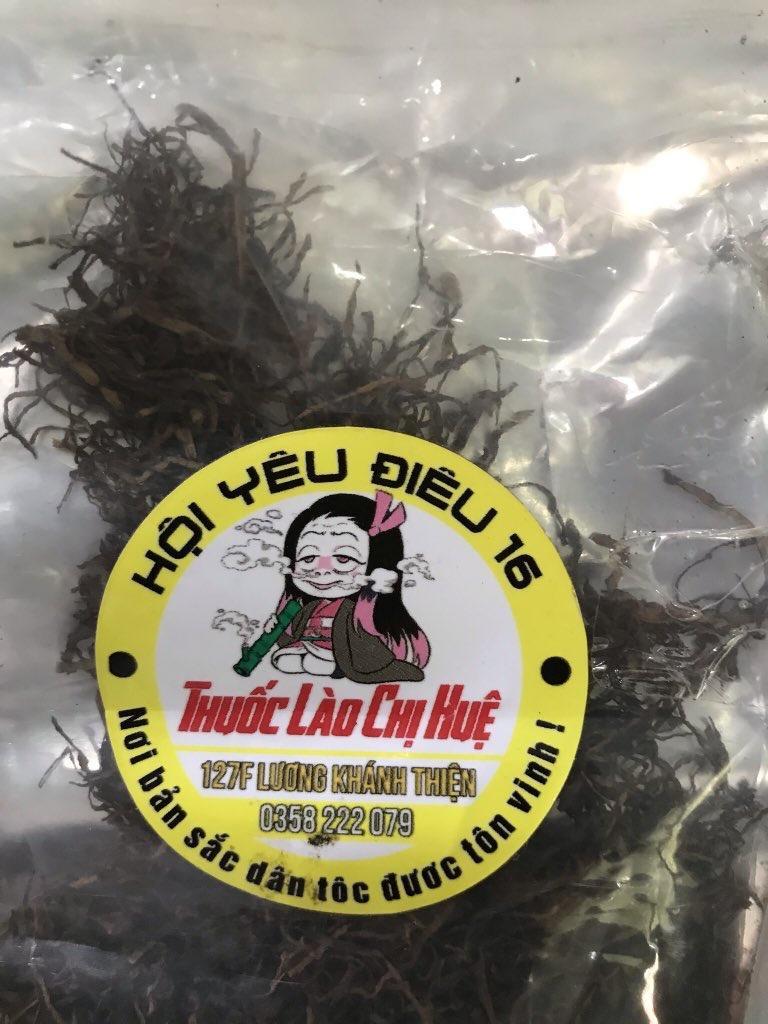 HỘI YÊU ĐIẾU 16
THUỐC LÀO CHỊ HUỆ
127F LƯƠNG KHÁNH THIỆN
0358 222 079
Nơi bản sắc dân tộc được tôn vinh !